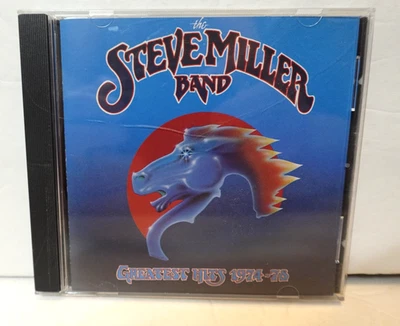 the
STEVE MILLER
BAND
GREATEST HITS 1974-78